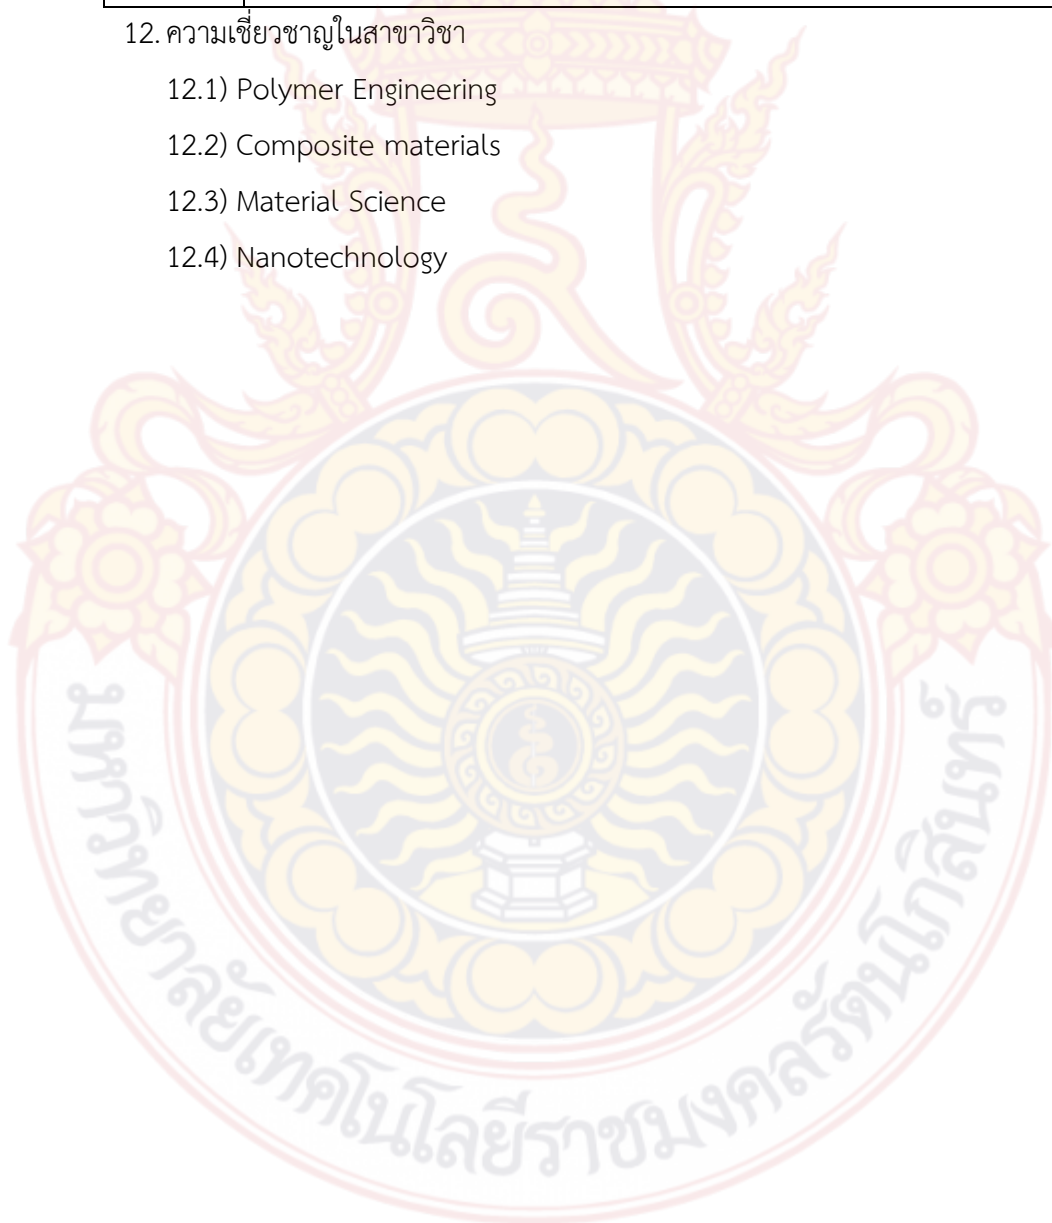 12. ความเชี่ยวชาญในสาขาวิชา
12.1) Polymer Engineering
12.2) Composite materials
12.3) Material Science
12.4) Nanotechnology
มหาวิทยาลัยเทคโนโลยีราชมงคลรัตนโกสินทร์